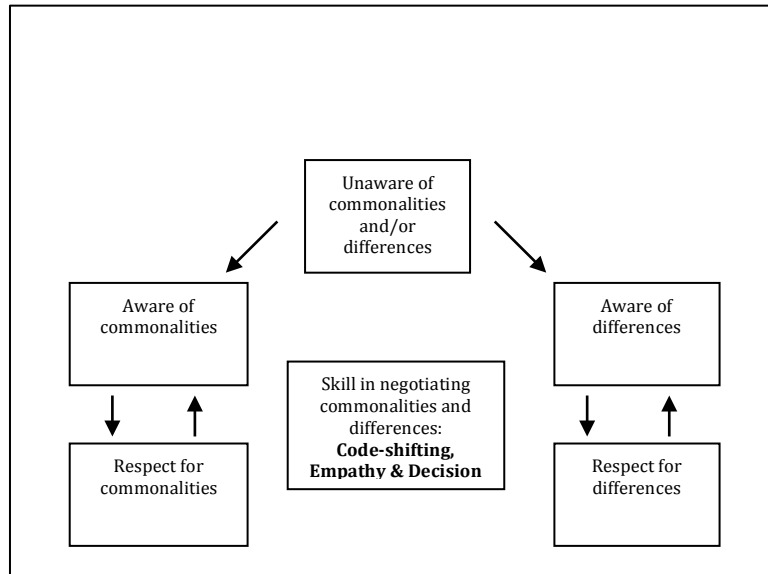 Unaware of
commonalities
and/or
differences
Aware of
commonalities
Aware of
differences
Skill in negotiating
commonalities and
differences:
Code-shifting,
Empathy & Decision
Respect for
commonalities
Respect for
differences